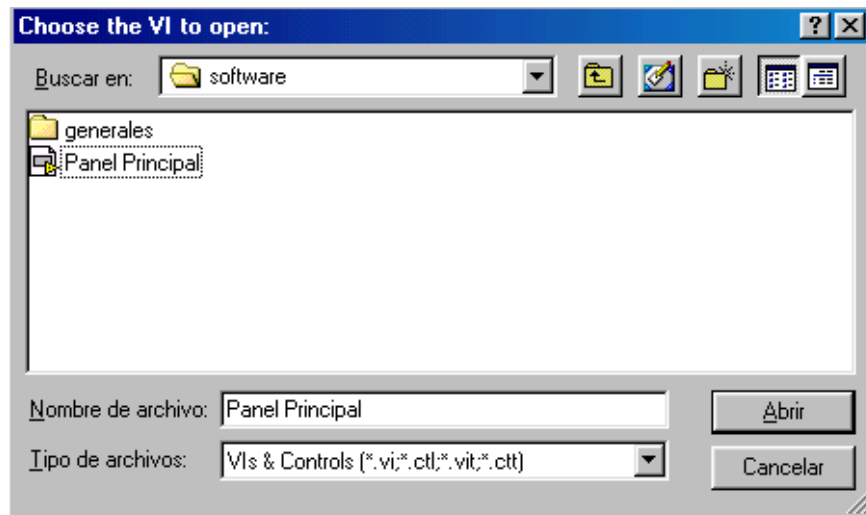 Choose the VI to open:
Buscar en: software
generales
Panel Principal
Nombre de archivo: Panel Principal Abrir
Tipo de archivos: VIs & Controls (*.vi;*.ctl;*.vit;*.ctt) Cancelar